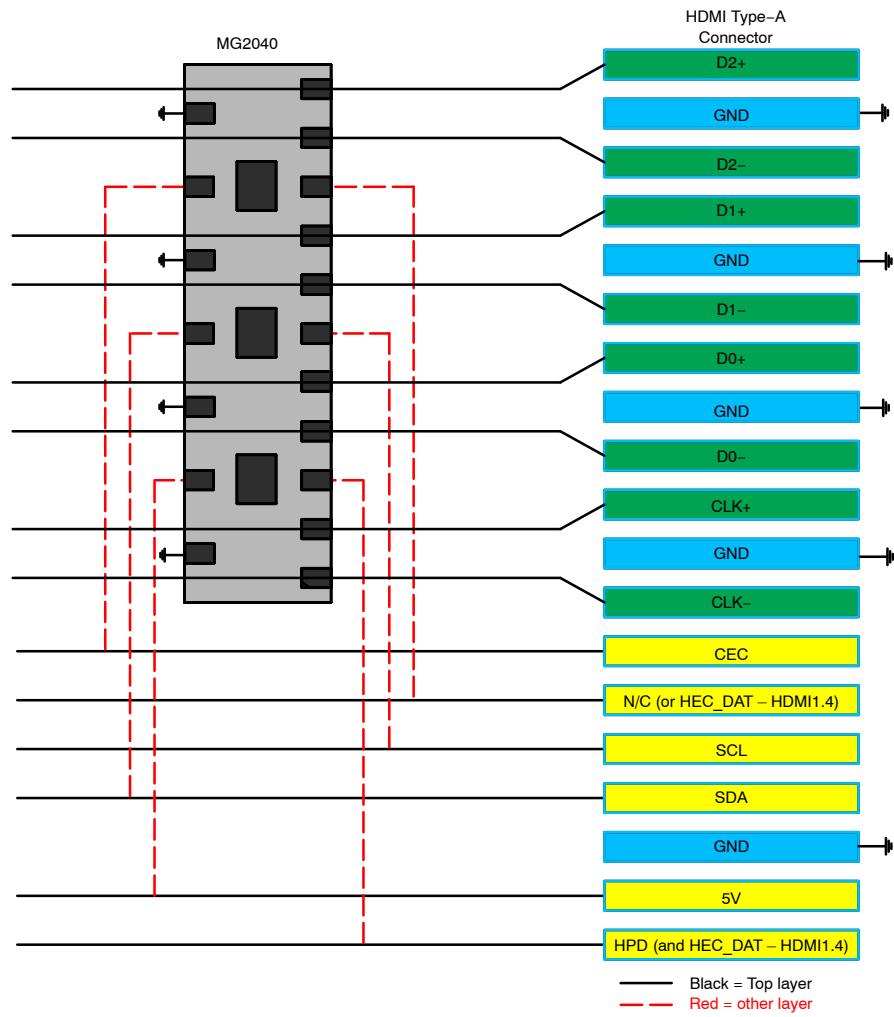 HDMI Type−A
Connector
MG2040
D2+
GND
D2−
D1+
GND
D1−
D0+
GND
D0−
CLK+
GND
CLK−
CEC
N/C (or HEC_DAT – HDMI1.4)
SCL
SDA
GND
5V
HPD (and HEC_DAT – HDMI1.4)
Black = Top layer
Red = other layer